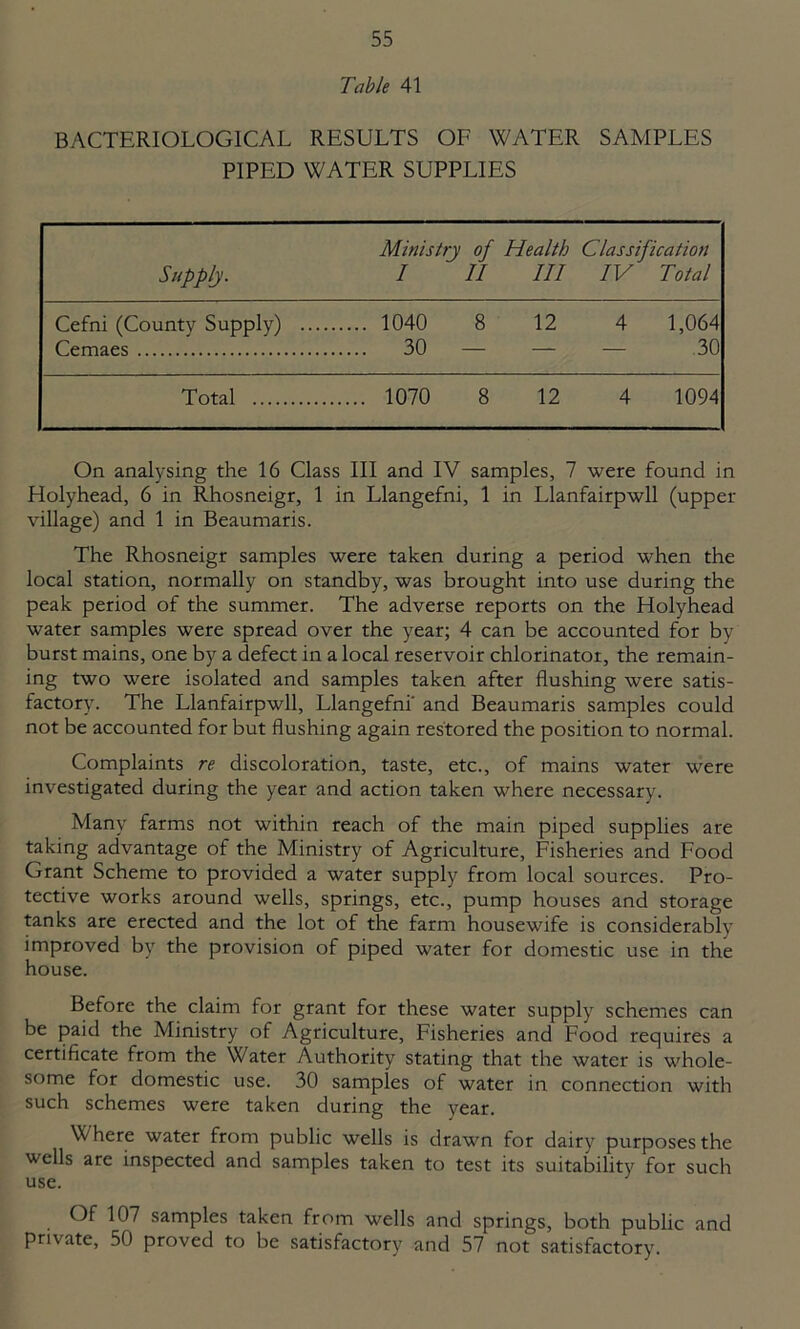 55
Table 41
BACTERIOLOGICAL RESULTS OF WATER SAMPLES
PIPED WATER SUPPLIES
Ministry of Health Classification
Supply. I II III IV Total
Cefni (County Supply) .......... 1040 8 12 4 1,064
Cemaes .................................. 30 — — — 30
Total ................. 1070 8 12 4 1094
On analysing the 16 Class III and IV samples, 7 were found in
Holyhead, 6 in Rhosneigr, 1 in Llangefni, 1 in Llanfairpwll (upper
village) and 1 in Beaumaris.
The Rhosneigr samples were taken during a period when the
local station, normally on standby, was brought into use during the
peak period of the summer. The adverse reports on the Holyhead
water samples were spread over the year; 4 can be accounted for by
burst mains, one by a defect in a local reservoir chlorinator, the remain-
ing two were isolated and samples taken after flushing were satis-
factory. The Llanfairpwll, Llangefni' and Beaumaris samples could
not be accounted for but flushing again restored the position to normal.
Complaints re discoloration, taste, etc., of mains water were
investigated during the year and action taken where necessary.
Many farms not within reach of the main piped supplies are
taking advantage of the Ministry of Agriculture, Fisheries and Food
Grant Scheme to provided a water supply from local sources. Pro-
tective works around wells, springs, etc., pump houses and storage
tanks are erected and the lot of the farm housewife is considerably
improved by the provision of piped water for domestic use in the
house.
Before the claim for grant for these water supply schemes can
be paid the Ministry of Agriculture, Fisheries and Food requires a
certificate from the Water Authority stating that the water is whole-
some for domestic use. 30 samples of water in connection with
such schemes were taken during the year.
Where water from public wells is drawn for dairy purposes the
wells are inspected and samples taken to test its suitability for such
use.
Of 107 samples taken from wells and springs, both public and
private, 50 proved to be satisfactory and 57 not satisfactory.